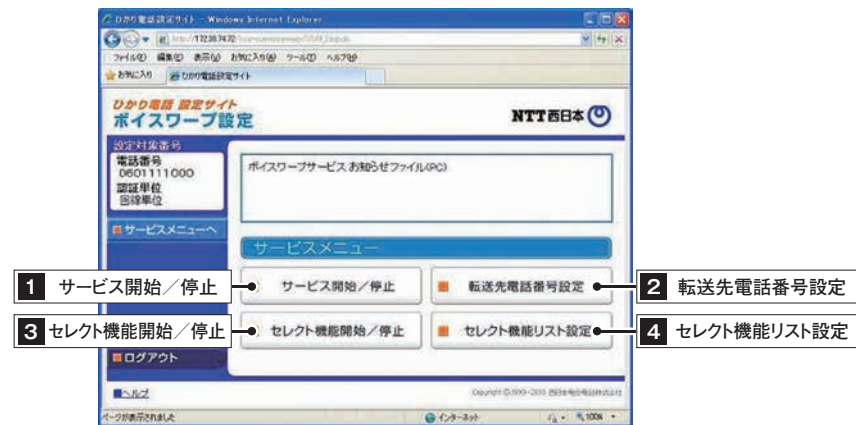 ひかり電話設定サイト - Windows Internet Explorer
ファイル(F) 編集(E) 表示(V) お気に入り(A) ツール(T) ヘルプ(H)
お気に入り ひかり電話設定サイト
ひかり電話 設定サイト
ボイスワープ設定
NTT西日本
設定対象番号
電話番号
0601111000
認証単位
回線単位
サービスメニューへ
ログアウト
ボイスワープサービス お知らせファイル(PC)
サービスメニュー
サービス開始／停止
転送先電話番号設定
セレクト機能開始／停止
セレクト機能リスト設定
1 サービス開始／停止
2 転送先電話番号設定
3 セレクト機能開始／停止
4 セレクト機能リスト設定
ヘルプ
ページが表示されました
インターネット
100%